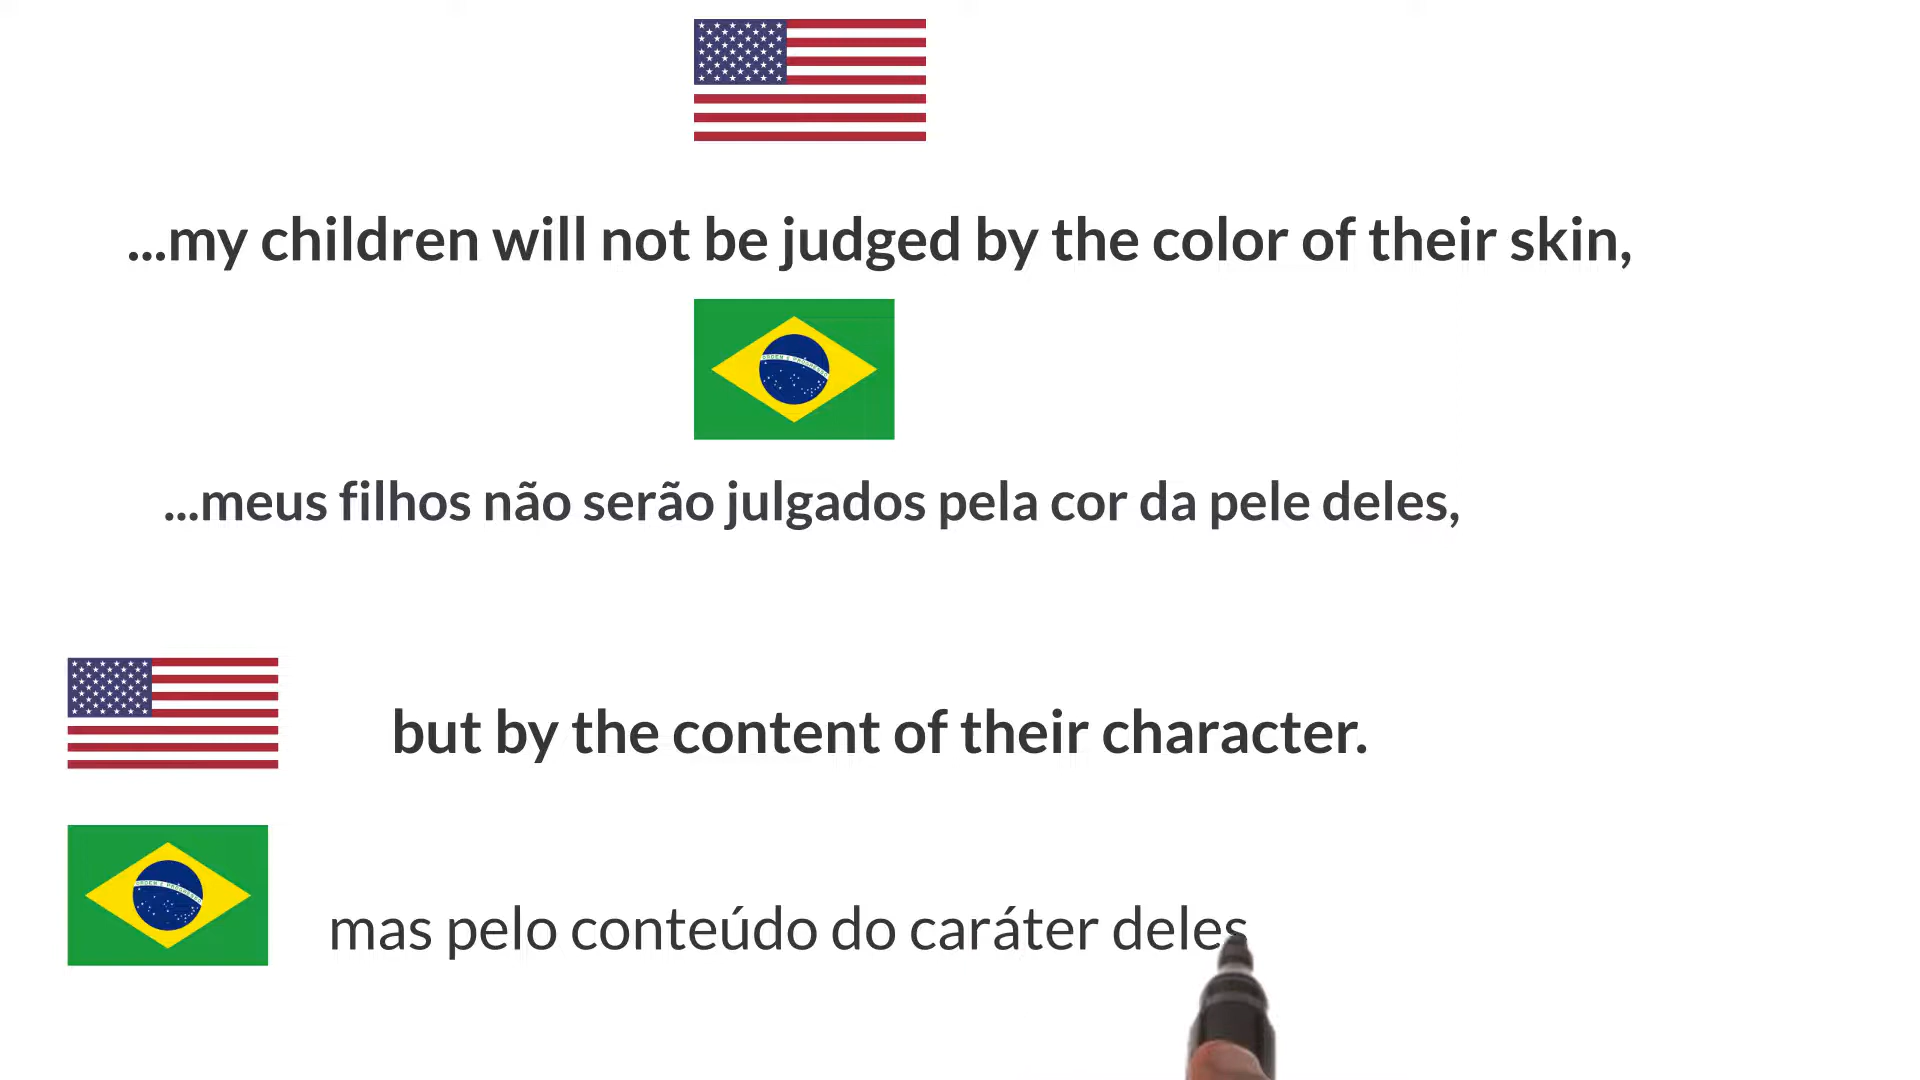 ...my children will not be judged by the color of their skin,
...meus filhos não serão julgados pela cor da pele deles,
but by the content of their character.
mas pelo conteúdo do caráter deles